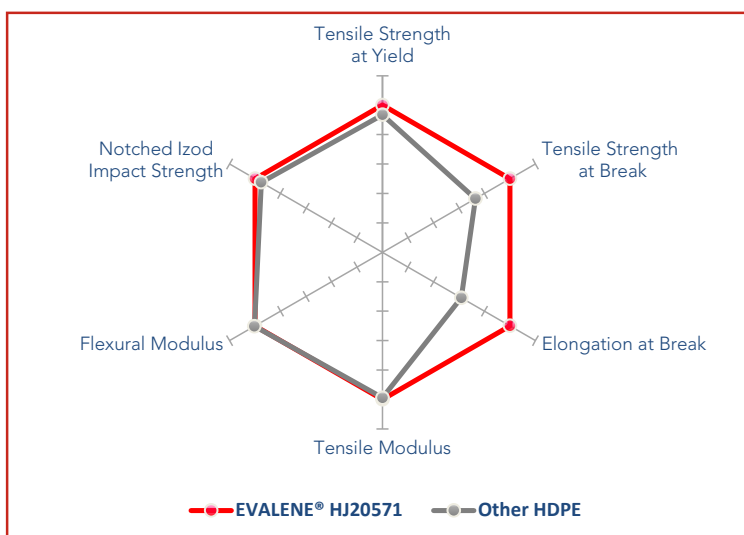 Tensile Strength
at Yield
Notched Izod
Impact Strength
Tensile Strength
at Break
Flexural Modulus
Elongation at Break
Tensile Modulus
EVALENE® HJ20571
Other HDPE